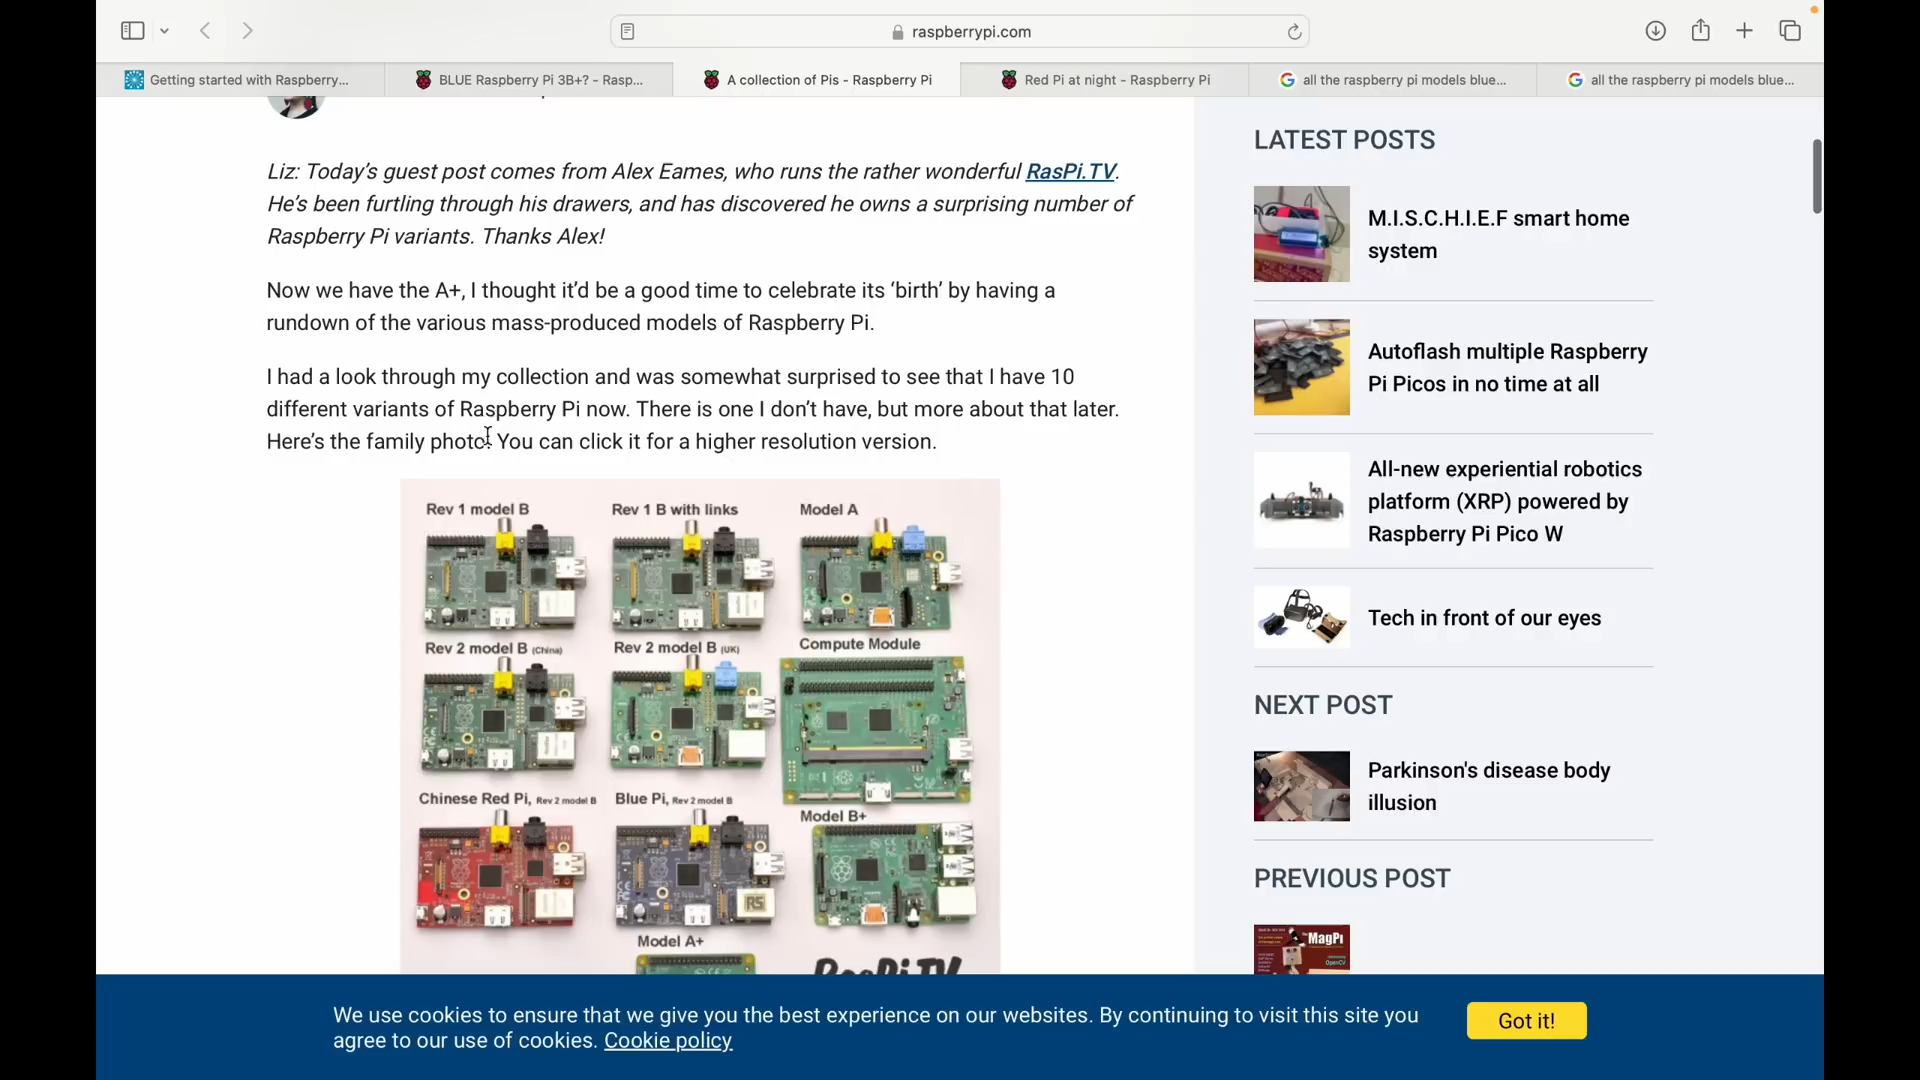 raspberrypi.com
Getting started with Raspberry...
BLUE Raspberry Pi 3B+? - Rasp...
A collection of Pis - Raspberry Pi
Red Pi at night - Raspberry Pi
all the raspberry pi models blue...
all the raspberry pi models blue...
Liz: Today's guest post comes from Alex Eames, who runs the rather wonderful RasPi.TV.
He's been furtling through his drawers, and has discovered he owns a surprising number of
Raspberry Pi variants. Thanks Alex!
Now we have the A+, I thought it'd be a good time to celebrate its ‘birth’ by having a
rundown of the various mass-produced models of Raspberry Pi.
I had a look through my collection and was somewhat surprised to see that I have 10
different variants of Raspberry Pi now. There is one I don't have, but more about that later.
Here's the family photo. You can click it for a higher resolution version.
Rev 1 model B
Rev 1 B with links
Model A
Rev 2 model B (China)
Rev 2 model B (UK)
Compute Module
Chinese Red Pi, Rev 2 model B
Blue Pi, Rev 2 model B
Model B+
RS
Model A+
RasPi.TV
LATEST POSTS
M.I.S.C.H.I.E.F smart home
system
Autoflash multiple Raspberry
Pi Picos in no time at all
All-new experiential robotics
platform (XRP) powered by
Raspberry Pi Pico W
Tech in front of our eyes
NEXT POST
Parkinson's disease body
illusion
PREVIOUS POST
MagPi
We use cookies to ensure that we give you the best experience on our websites. By continuing to visit this site you
agree to our use of cookies. Cookie policy
Got it!